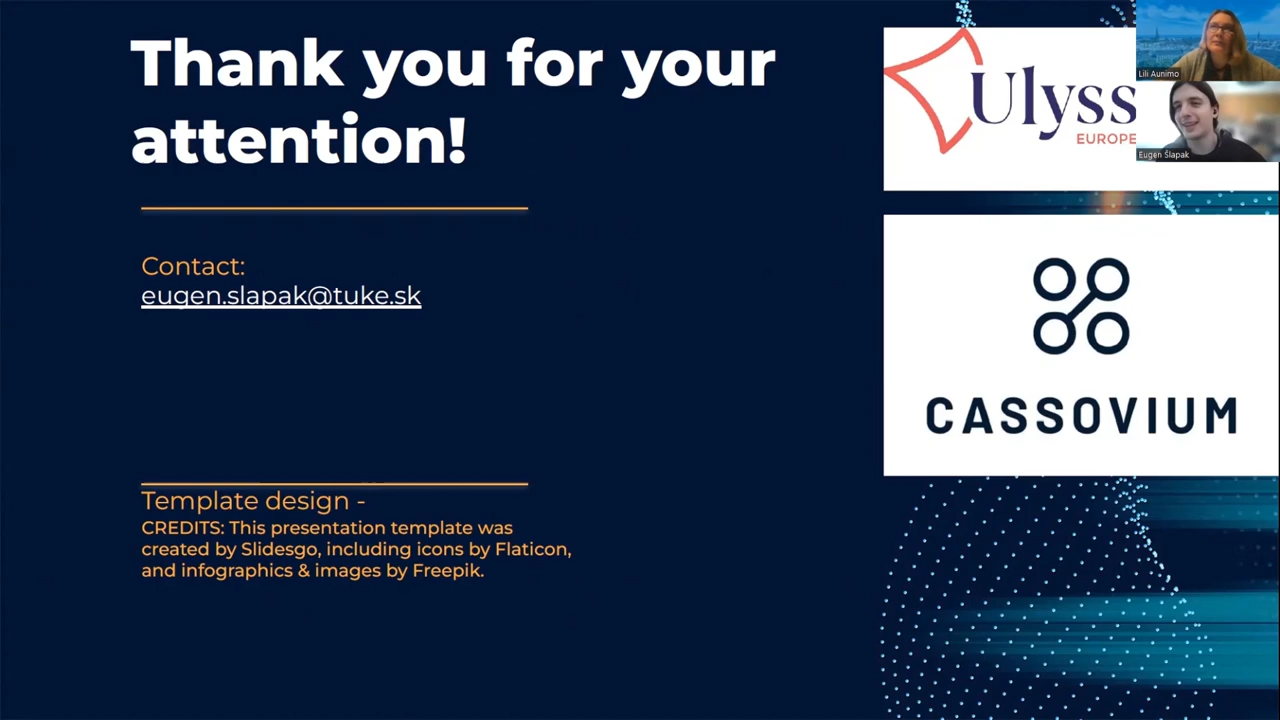 Thank you for your
attention!
Contact:
eugen.slapak@tuke.sk
Template design -
CREDITS: This presentation template was
created by Slidesgo, including icons by Flaticon,
and infographics & images by Freepik.
Ulyss
EUROPE
CASSOVIUM
Lili Aunimo
Eugen Šlapak